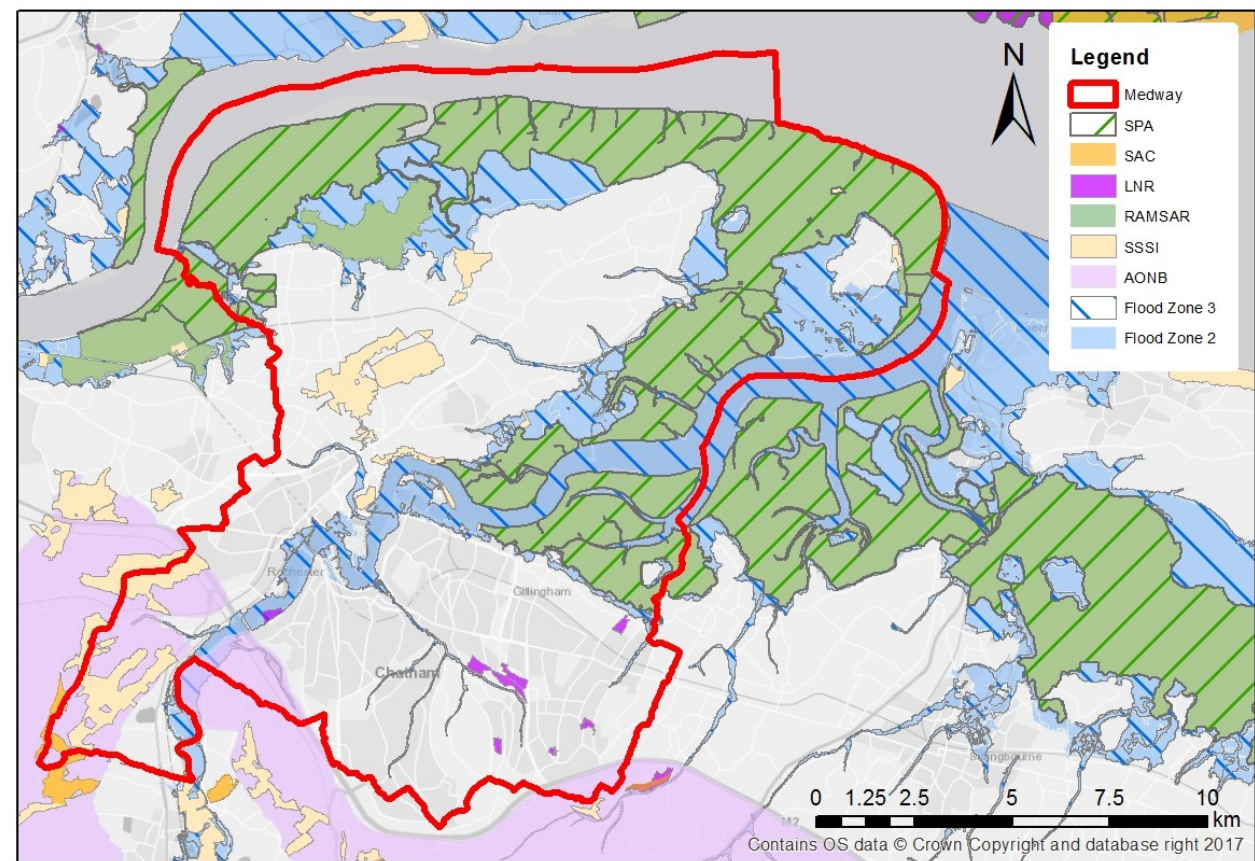 N
Legend
Medway
SPA
SAC
LNR
RAMSAR
SSSI
AONB
Flood Zone 3
Flood Zone 2
Rochester
Gillingham
Chatham
M2
0 1.25 2.5 5 7.5 10
km
Contains OS data © Crown Copyright and database right 2017